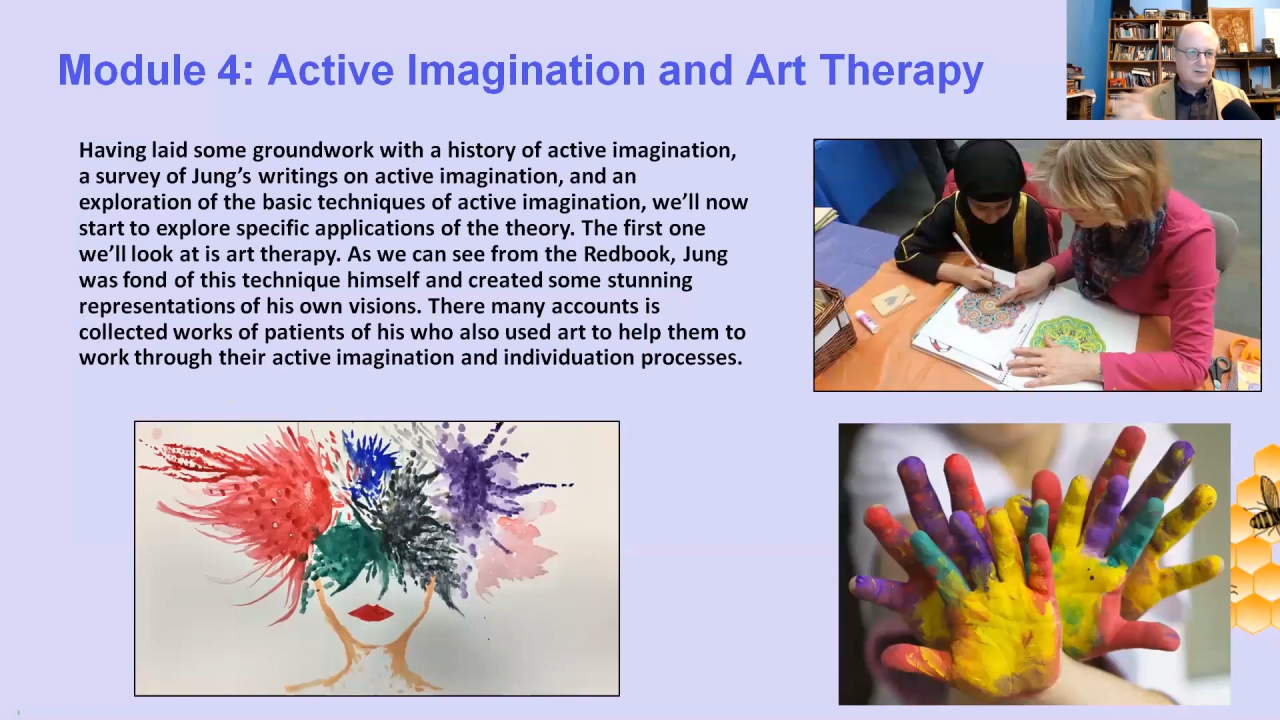 Module 4: Active Imagination and Art Therapy
Having laid some groundwork with a history of active imagination,
a survey of Jung’s writings on active imagination, and an
exploration of the basic techniques of active imagination, we’ll now
start to explore specific applications of the theory. The first one
we’ll look at is art therapy. As we can see from the Redbook, Jung
was fond of this technique himself and created some stunning
representations of his own visions. There many accounts is
collected works of patients of his who also used art to help them to
work through their active imagination and individuation processes.